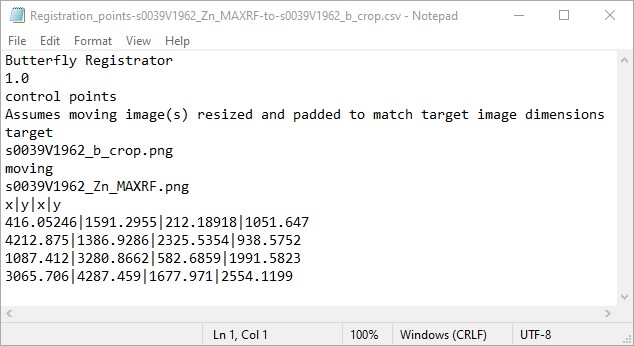 Registration_points-s0039V1962_Zn_MAXRF-to-s0039V1962_b_crop.csv - Notepad
File Edit Format View Help
Butterfly Registrator
1.0
control points
Assumes moving image(s) resized and padded to match target image dimensions
target
s0039V1962_b_crop.png
moving
s0039V1962_Zn_MAXRF.png
x|y|x|y
416.05246|1591.2955|212.18918|1051.647
4212.875|1386.9286|2325.5354|938.5752
1087.412|3280.8662|582.6859|1991.5823
3065.706|4287.459|1677.971|2554.1199
Ln 1, Col 1 100% Windows (CRLF) UTF-8